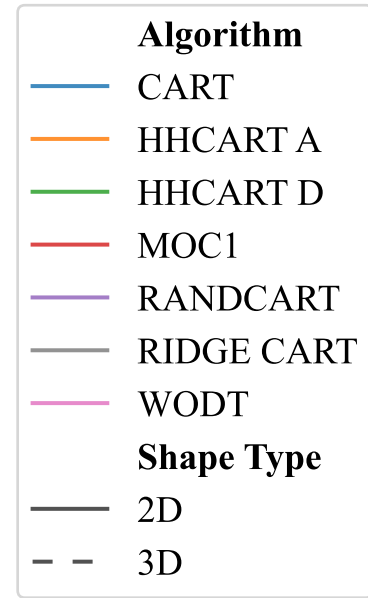 Algorithm
CART
HHCART A
HHCART D
MOC1
RANDCART
RIDGE CART
WODT
Shape Type
2D
3D